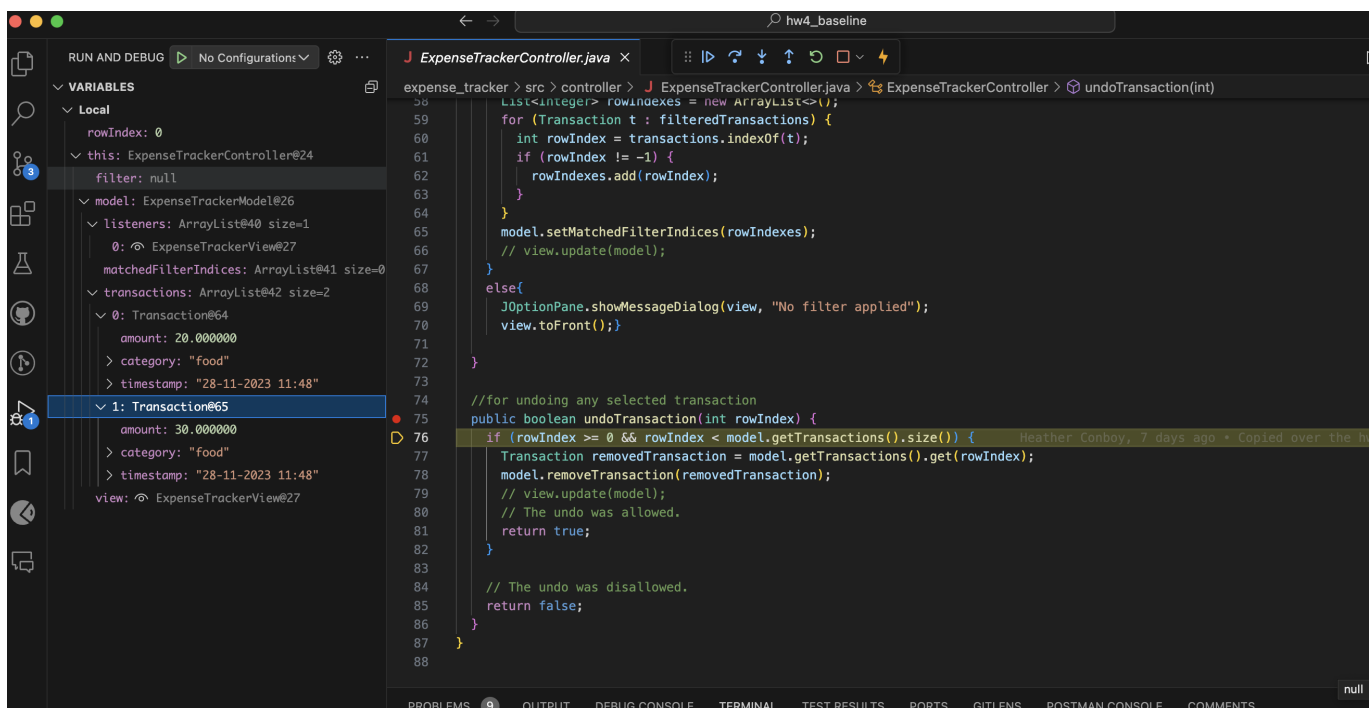 hw4_baseline
RUN AND DEBUG No Configurations
VARIABLES
Local
rowIndex: 0
this: ExpenseTrackerController@24
filter: null
model: ExpenseTrackerModel@26
listeners: ArrayList@40 size=1
0: ExpenseTrackerView@27
matchedFilterIndices: ArrayList@41 size=0
transactions: ArrayList@42 size=2
0: Transaction@64
amount: 20.000000
category: "food"
timestamp: "28-11-2023 11:48"
1: Transaction@65
amount: 30.000000
category: "food"
timestamp: "28-11-2023 11:48"
view: ExpenseTrackerView@27
3
1
J ExpenseTrackerController.java
expense_tracker > src > controller > J ExpenseTrackerController.java > ExpenseTrackerController > undoTransaction(int)
58 List<Integer> rowIndexes = new ArrayList<>();
59 for (Transaction t : filteredTransactions) {
60 int rowIndex = transactions.indexOf(t);
61 if (rowIndex != -1) {
62 rowIndexes.add(rowIndex);
63 }
64 }
65 model.setMatchedFilterIndices(rowIndexes);
66 // view.update(model);
67 }
68 else{
69 JOptionPane.showMessageDialog(view, "No filter applied");
70 view.toFront();}
71
72 }
73
74 //for undoing any selected transaction
75 public boolean undoTransaction(int rowIndex) {
76 if (rowIndex >= 0 && rowIndex < model.getTransactions().size()) { Heather Conboy, 7 days ago • Copied over the
77 Transaction removedTransaction = model.getTransactions().get(rowIndex);
78 model.removeTransaction(removedTransaction);
79 // view.update(model);
80 // The undo was allowed.
81 return true;
82 }
83
84 // The undo was disallowed.
85 return false;
86 }
87 }
88
null
PROBLEMS 9 OUTPUT DEBUG CONSOLE TERMINAL TEST RESULTS PORTS GITLENS POSTMAN CONSOLE COMMENTS